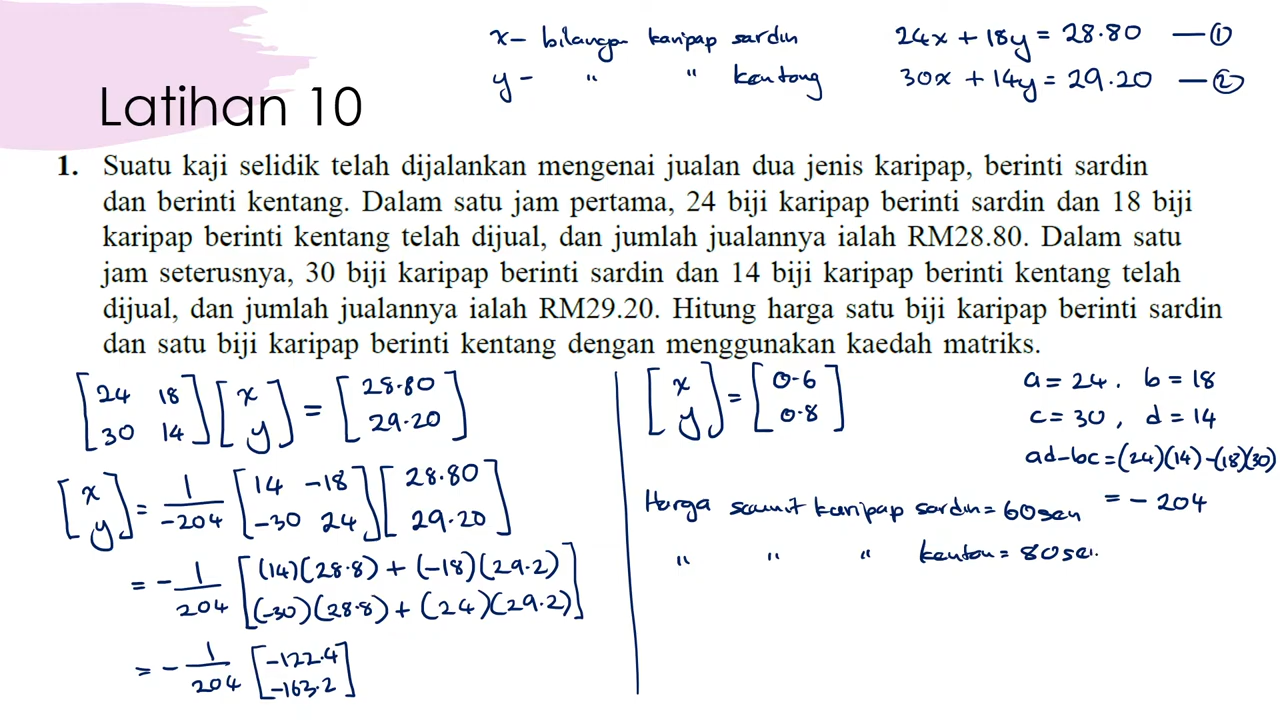 x – bilangan karipap sardin
y – " " kentang
24x + 18y = 28.80 — ①
30x + 14y = 29.20 — ②
Latihan 10
1. Suatu kaji selidik telah dijalankan mengenai jualan dua jenis karipap, berinti sardin
dan berinti kentang. Dalam satu jam pertama, 24 biji karipap berinti sardin dan 18 biji
karipap berinti kentang telah dijual, dan jumlah jualannya ialah RM28.80. Dalam satu
jam seterusnya, 30 biji karipap berinti sardin dan 14 biji karipap berinti kentang telah
dijual, dan jumlah jualannya ialah RM29.20. Hitung harga satu biji karipap berinti sardin
dan satu biji karipap berinti kentang dengan menggunakan kaedah matriks.
[24 18; 30 14] [x; y] = [28.80; 29.20]
[x; y] = 1/-204 [14 -18; -30 24] [28.80; 29.20]
= - 1/204 [(14)(28.8) + (-18)(29.2); (-30)(28.8) + (24)(29.2)]
= - 1/204 [-122.4; -163.2]
[x; y] = [0.6; 0.8]
a = 24, b = 18
c = 30, d = 14
ad - bc = (24)(14) - (18)(30)
= - 204
Harga karipap sardin = 60 sen
" " " = 80